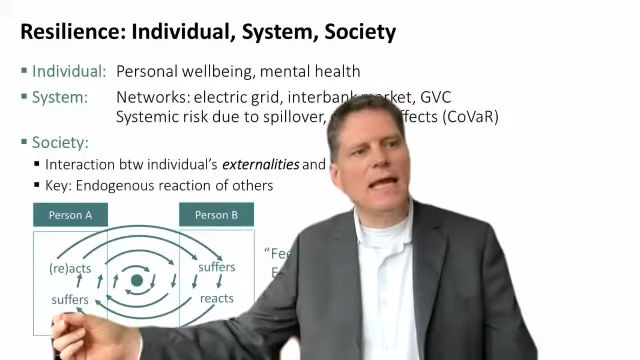 Resilience: Individual, System, Society
Individual: Personal wellbeing, mental health
System: Networks: electric grid, interbank market, GVC
Systemic risk due to spillover, (CoVaR)
Society:
Interaction btw individual's externalities and
Key: Endogenous reaction of others
Person A Person B
(re)acts suffers
suffers reacts